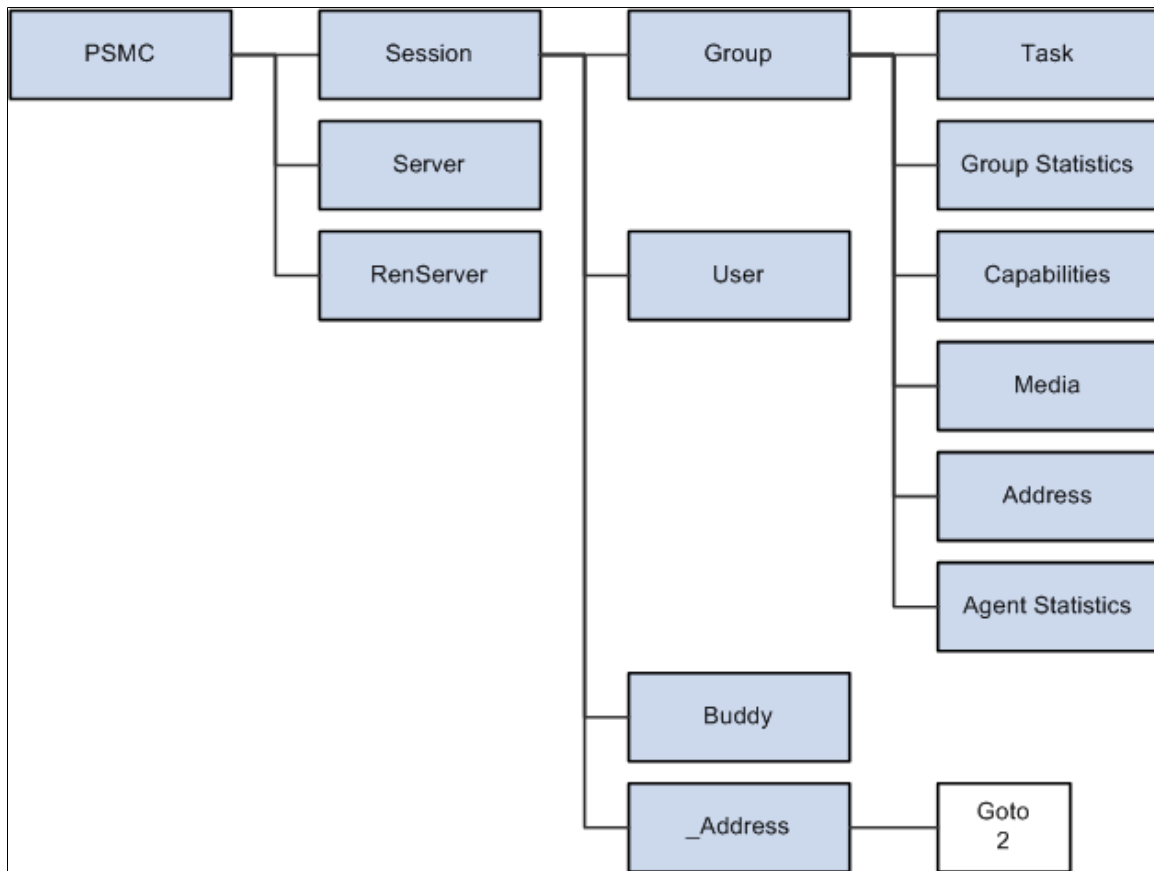 PSMC
Session
Group
Task
Server
Group Statistics
RenServer
User
Capabilities
Media
Address
Agent Statistics
Buddy
_Address
Goto
2